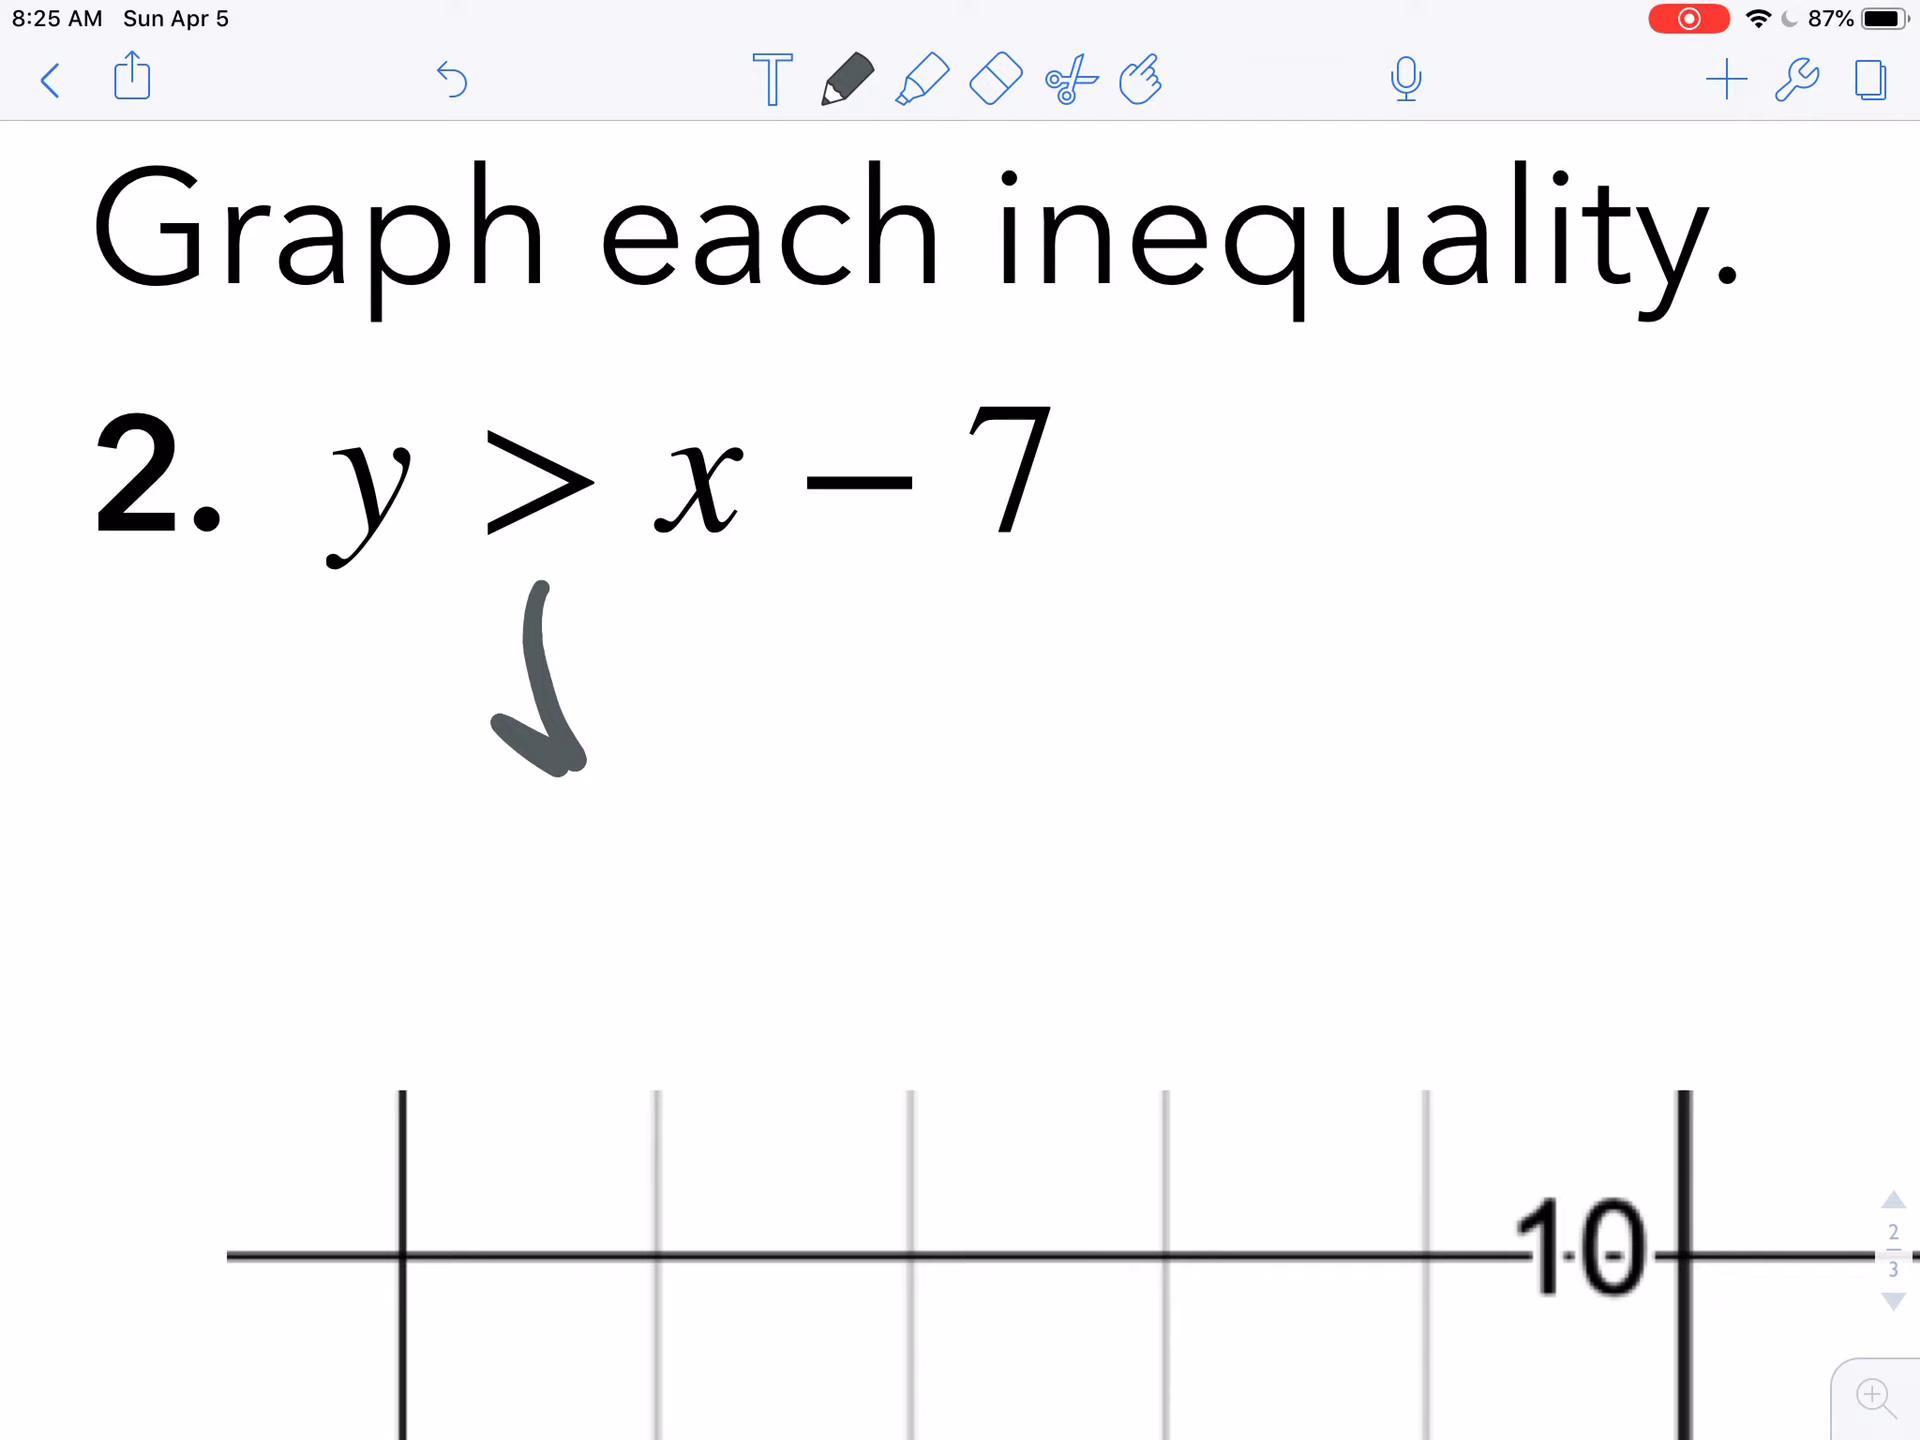 8:25 AM Sun Apr 5 87%
T
Graph each inequality.
2. y > x − 7
10
2
3